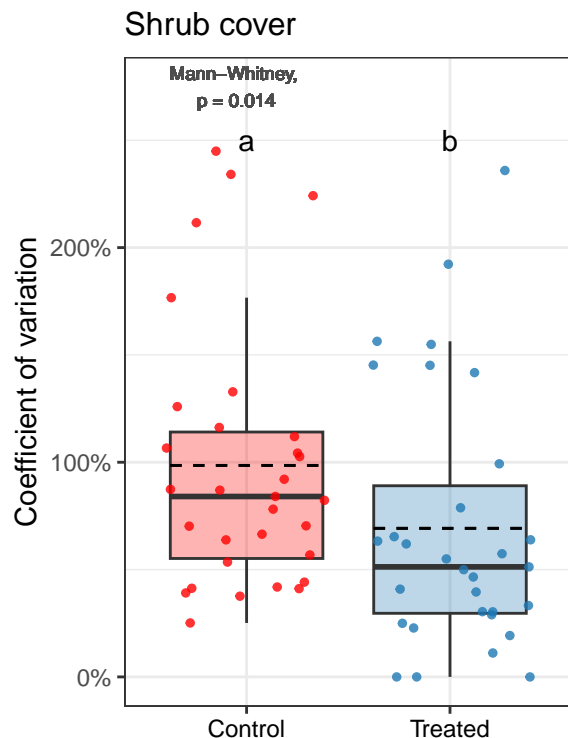 Shrub cover
Mann–Whitney,
p = 0.014
a
b
200%
100%
0%
Coefficient of variation
Control
Treated